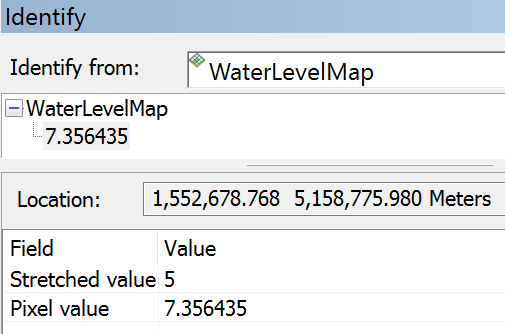 Identify
Identify from: WaterLevelMap
WaterLevelMap
7.356435
Location: 1,552,678.768 5,158,775.980 Meters
Field Value
Stretched value 5
Pixel value 7.356435